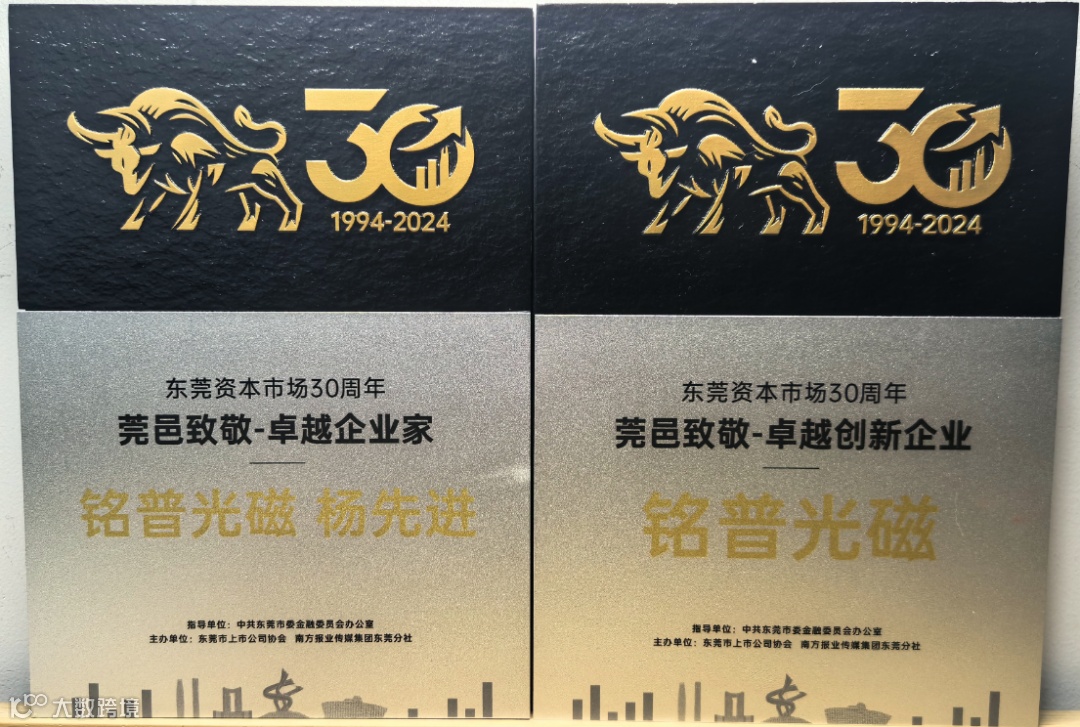 30
1994-2024
东莞资本市场30周年
莞邑致敬-卓越企业家
铭普光磁 杨先进
指导单位：中共东莞市委金融委员会办公室
主办单位：东莞市上市公司协会 南方报业传媒集团东莞分社
30
1994-2024
东莞资本市场30周年
莞邑致敬-卓越创新企业
铭普光磁
指导单位：中共东莞市委金融委员会办公室
主办单位：东莞市上市公司协会 南方报业传媒集团东莞分社
大数跨境